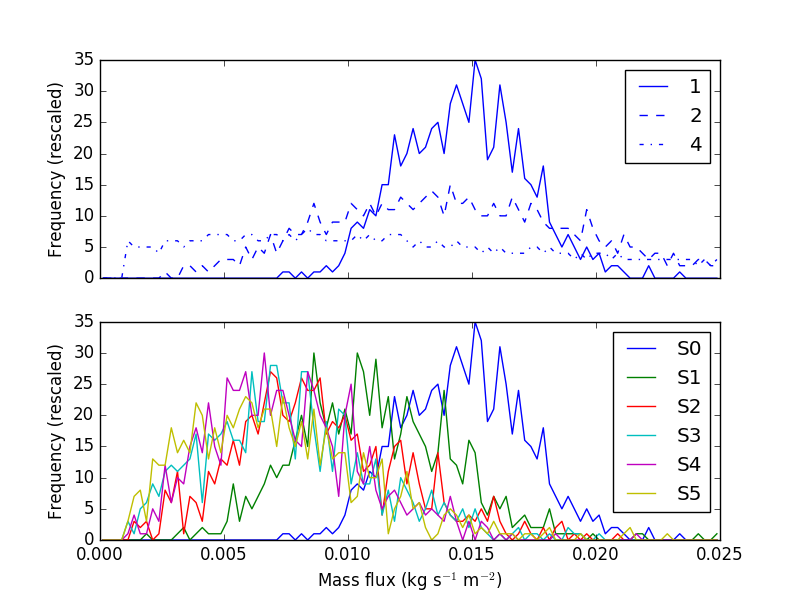 35
30
25
20
15
10
5
0
Frequency (rescaled)
1
2
4
35
30
25
20
15
10
5
0
Frequency (rescaled)
S0
S1
S2
S3
S4
S5
0.000 0.005 0.010 0.015 0.020 0.025
Mass flux (kg s⁻¹ m⁻²)